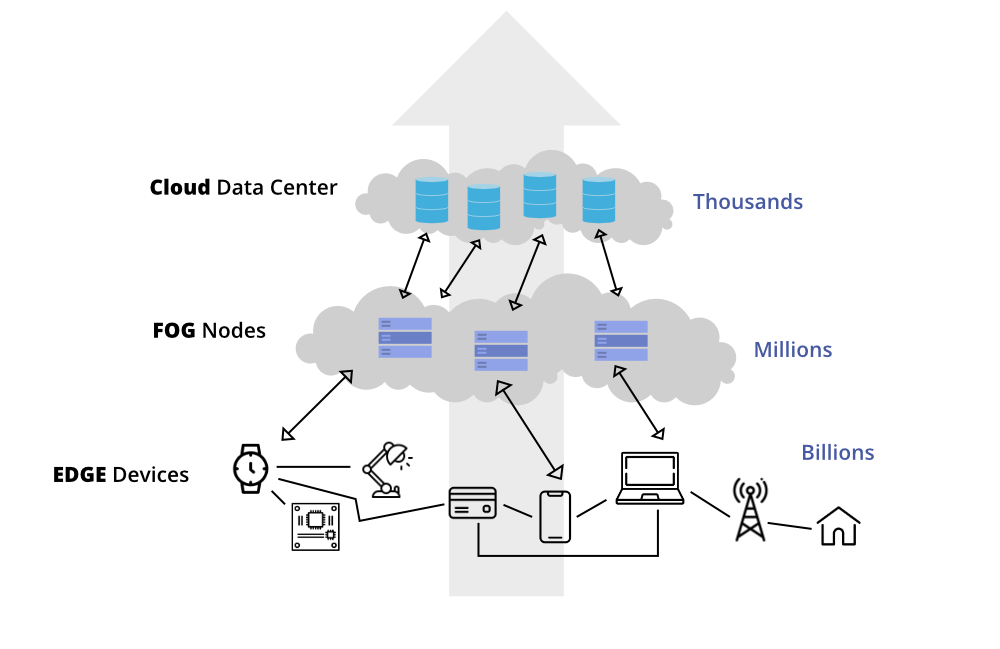 Cloud Data Center
Thousands
FOG Nodes
Millions
EDGE Devices
Billions